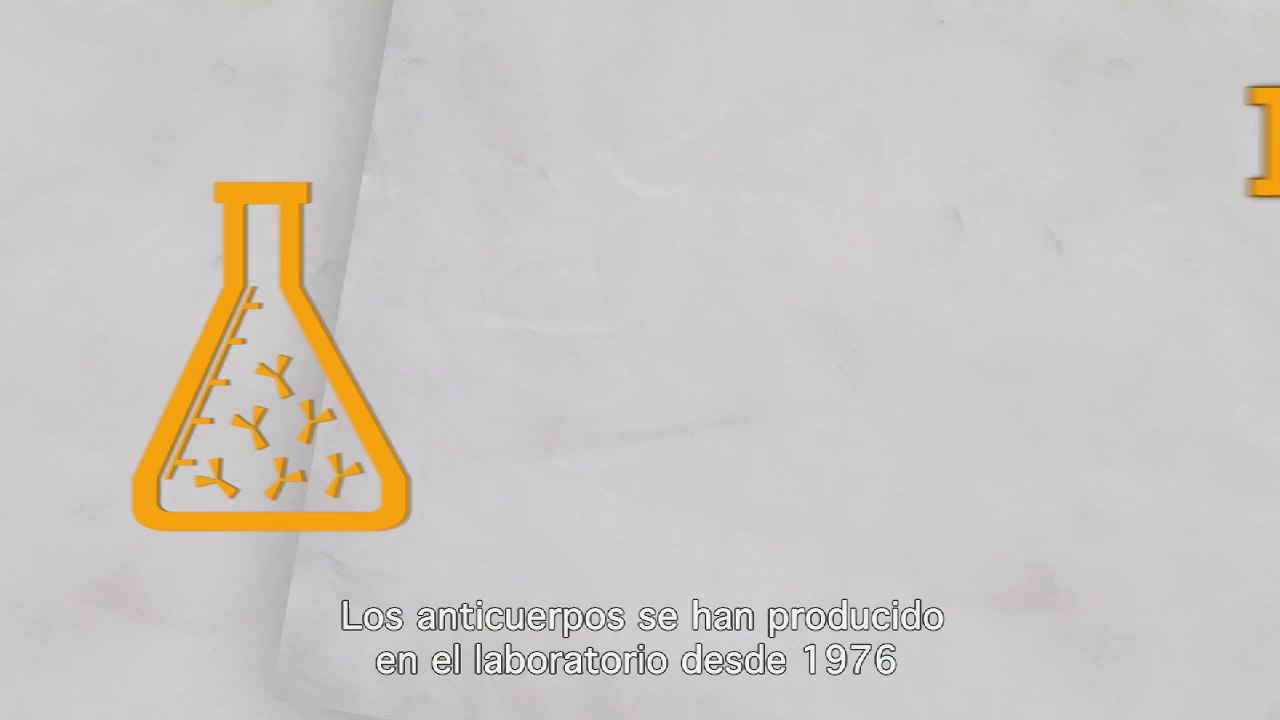 Los anticuerpos se han producido
en el laboratorio desde 1976